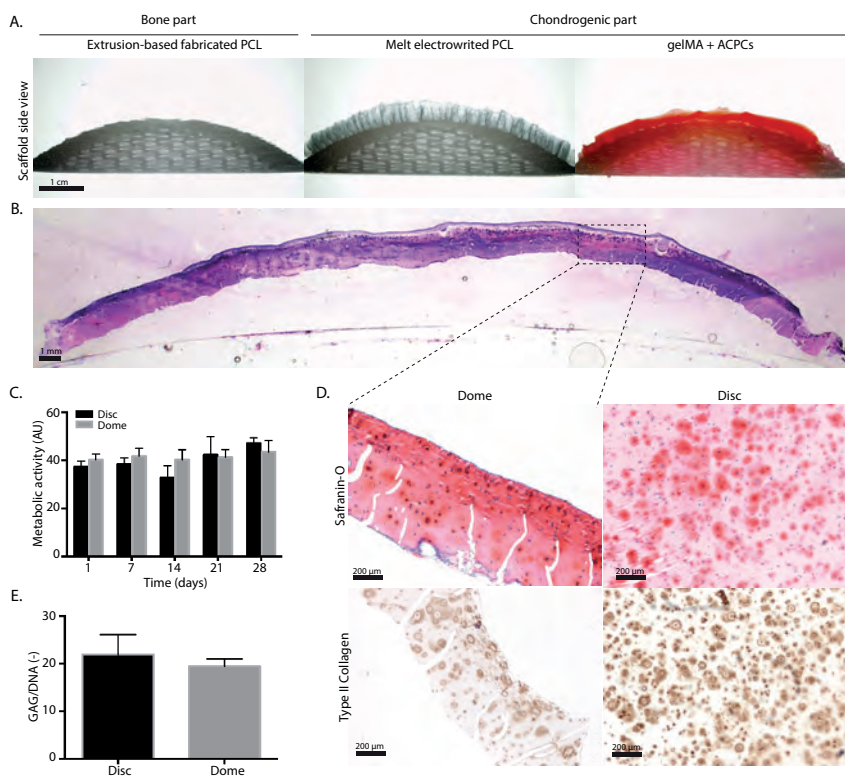 A.
Bone part
Chondrogenic part
Extrusion-based fabricated PCL
Melt electrowrited PCL
gelMA + ACPCs
Scaffold side view
1 cm
B.
1 mm
C.
Disc
Dome
Metabolic activity (AU)
60
40
20
0
1 7 14 21 28
Time (days)
D.
Dome
Disc
Safranin-O
200 µm
200 µm
Type II Collagen
200 µm
200 µm
E.
GAG/DNA (-)
30
20
10
0
Disc Dome